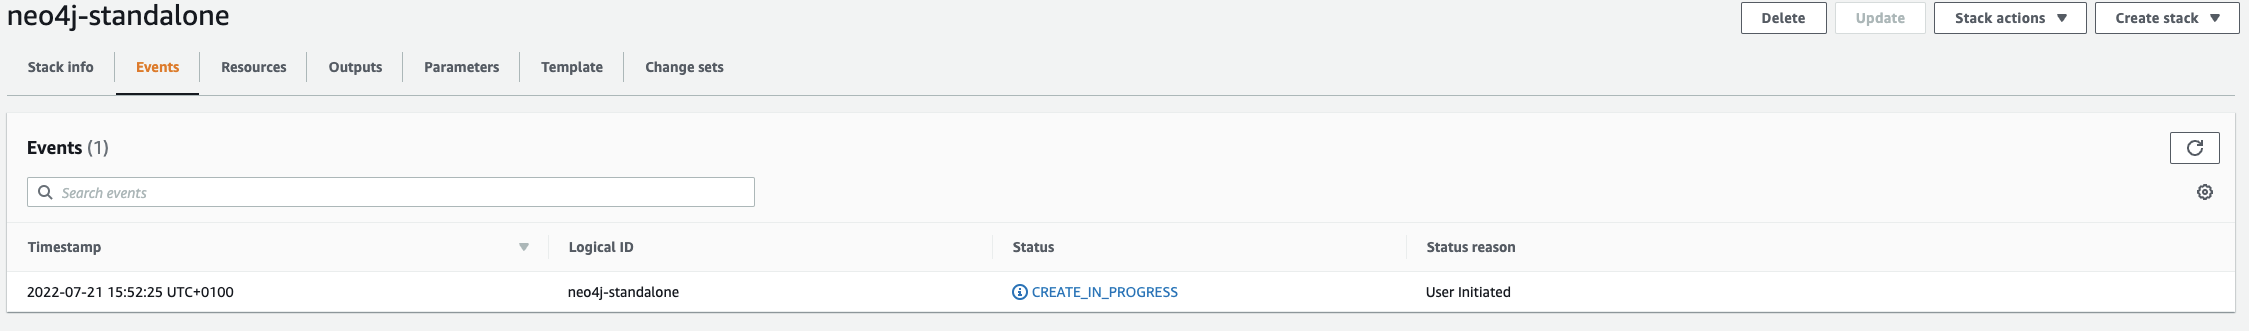 neo4j-standalone
Delete Update Stack actions Create stack
Stack info Events Resources Outputs Parameters Template Change sets
Events (1)
Search events
Timestamp Logical ID Status Status reason
2022-07-21 15:52:25 UTC+0100 neo4j-standalone CREATE_IN_PROGRESS User Initiated